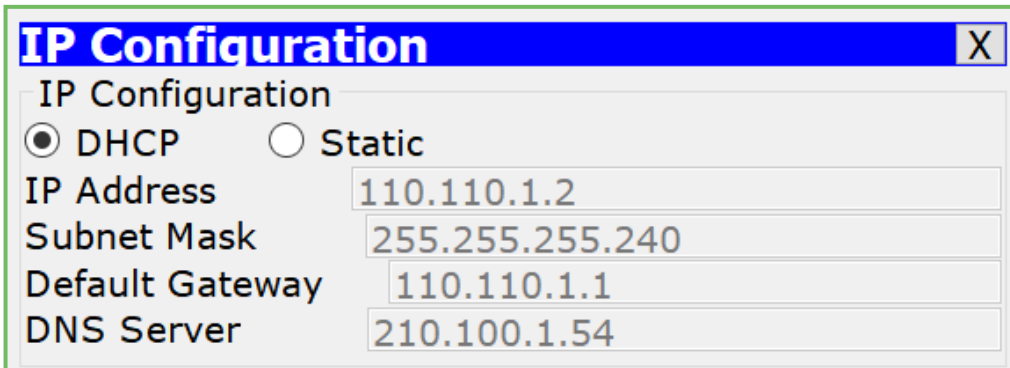 IP Configuration X
IP Configuration
DHCP Static
IP Address 110.110.1.2
Subnet Mask 255.255.255.240
Default Gateway 110.110.1.1
DNS Server 210.100.1.54